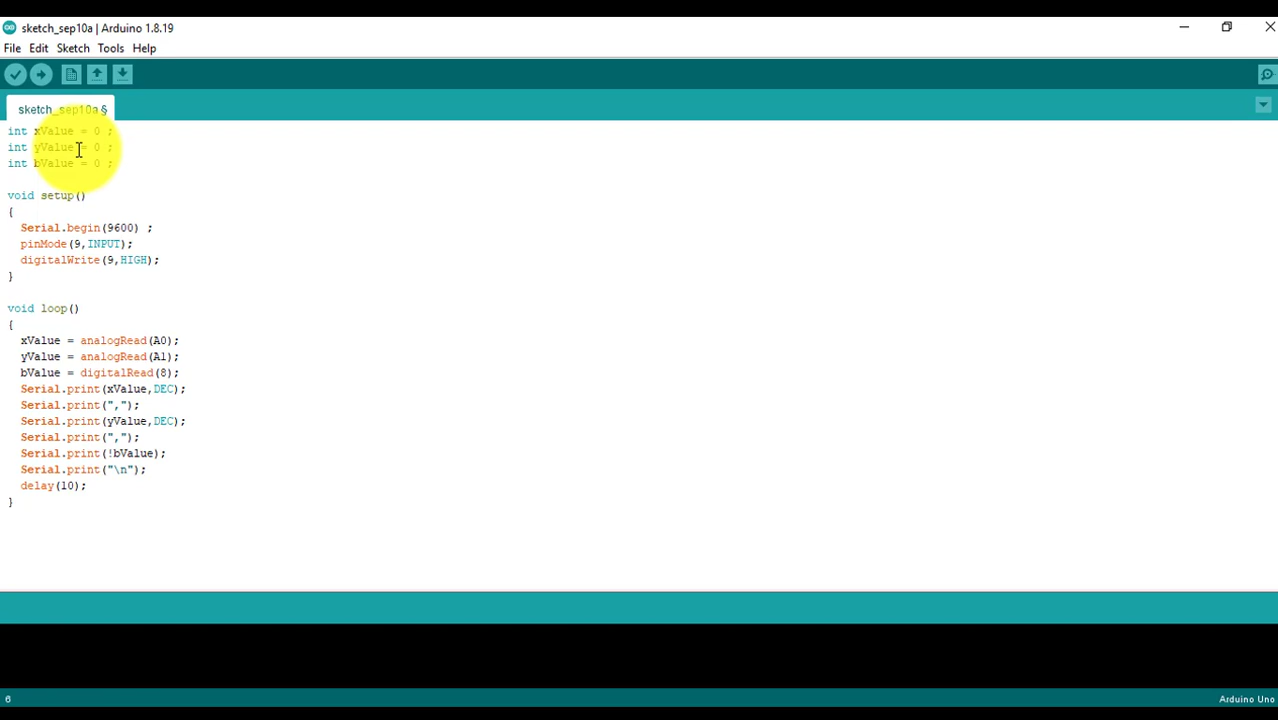 sketch_sep10a | Arduino 1.8.19
File Edit Sketch Tools Help
sketch_sep10a §
int xValue = 0 ;
int yValue = 0 ;
int bValue = 0 ;
void setup()
{
Serial.begin(9600) ;
pinMode(9,INPUT);
digitalWrite(9,HIGH);
}
void loop()
{
xValue = analogRead(A0);
yValue = analogRead(A1);
bValue = digitalRead(8);
Serial.print(xValue,DEC);
Serial.print(",");
Serial.print(yValue,DEC);
Serial.print(",");
Serial.print(!bValue);
Serial.print("\n");
delay(10);
}
6 Arduino Uno